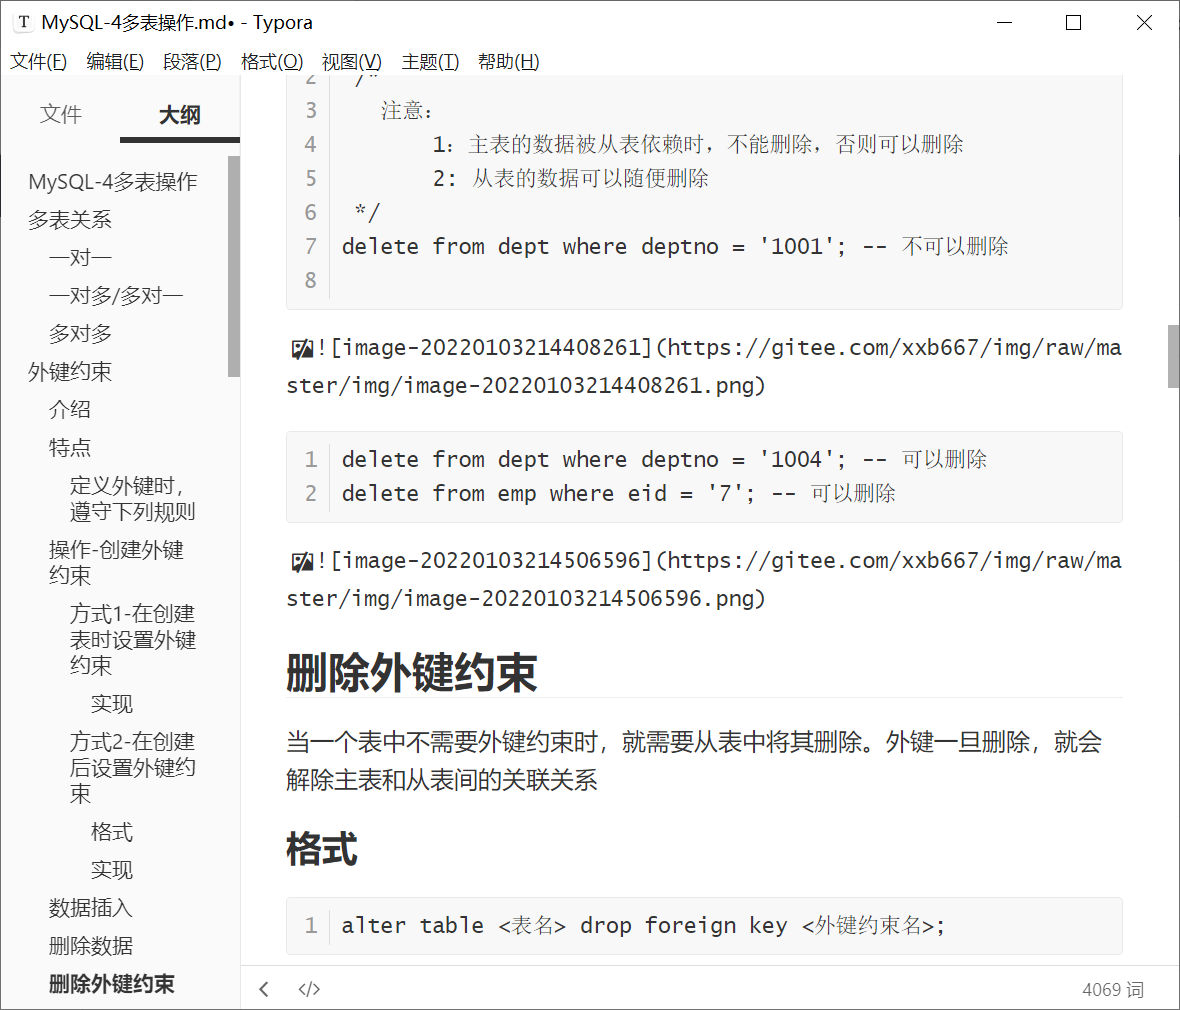 MySQL-4多表操作.md• - Typora
文件(F) 编辑(E) 段落(P) 格式(O) 视图(V) 主题(T) 帮助(H)
文件 大纲
MySQL-4多表操作
多表关系
一对一
一对多/多对一
多对多
外键约束
介绍
特点
定义外键时，
遵守下列规则
操作-创建外键
约束
方式1-在创建
表时设置外键
约束
实现
方式2-在创建
后设置外键约
束
格式
实现
数据插入
删除数据
删除外键约束
2 /*
3 注意：
4 1：主表的数据被从表依赖时，不能删除，否则可以删除
5 2: 从表的数据可以随便删除
6 */
7 delete from dept where deptno = '1001'; -- 不可以删除
8
![image-20220103214408261](https://gitee.com/xxb667/img/raw/ma
ster/img/image-20220103214408261.png)
1 delete from dept where deptno = '1004'; -- 可以删除
2 delete from emp where eid = '7'; -- 可以删除
![image-20220103214506596](https://gitee.com/xxb667/img/raw/ma
ster/img/image-20220103214506596.png)
删除外键约束
当一个表中不需要外键约束时，就需要从表中将其删除。外键一旦删除，就会
解除主表和从表间的关联关系
格式
1 alter table <表名> drop foreign key <外键约束名>;
</> 4069 词